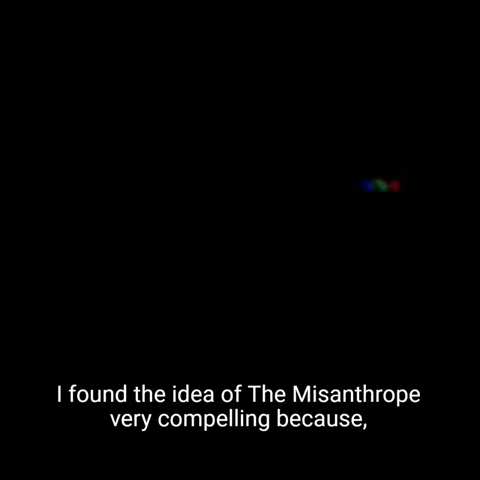 I found the idea of The Misanthrope
very compelling because,